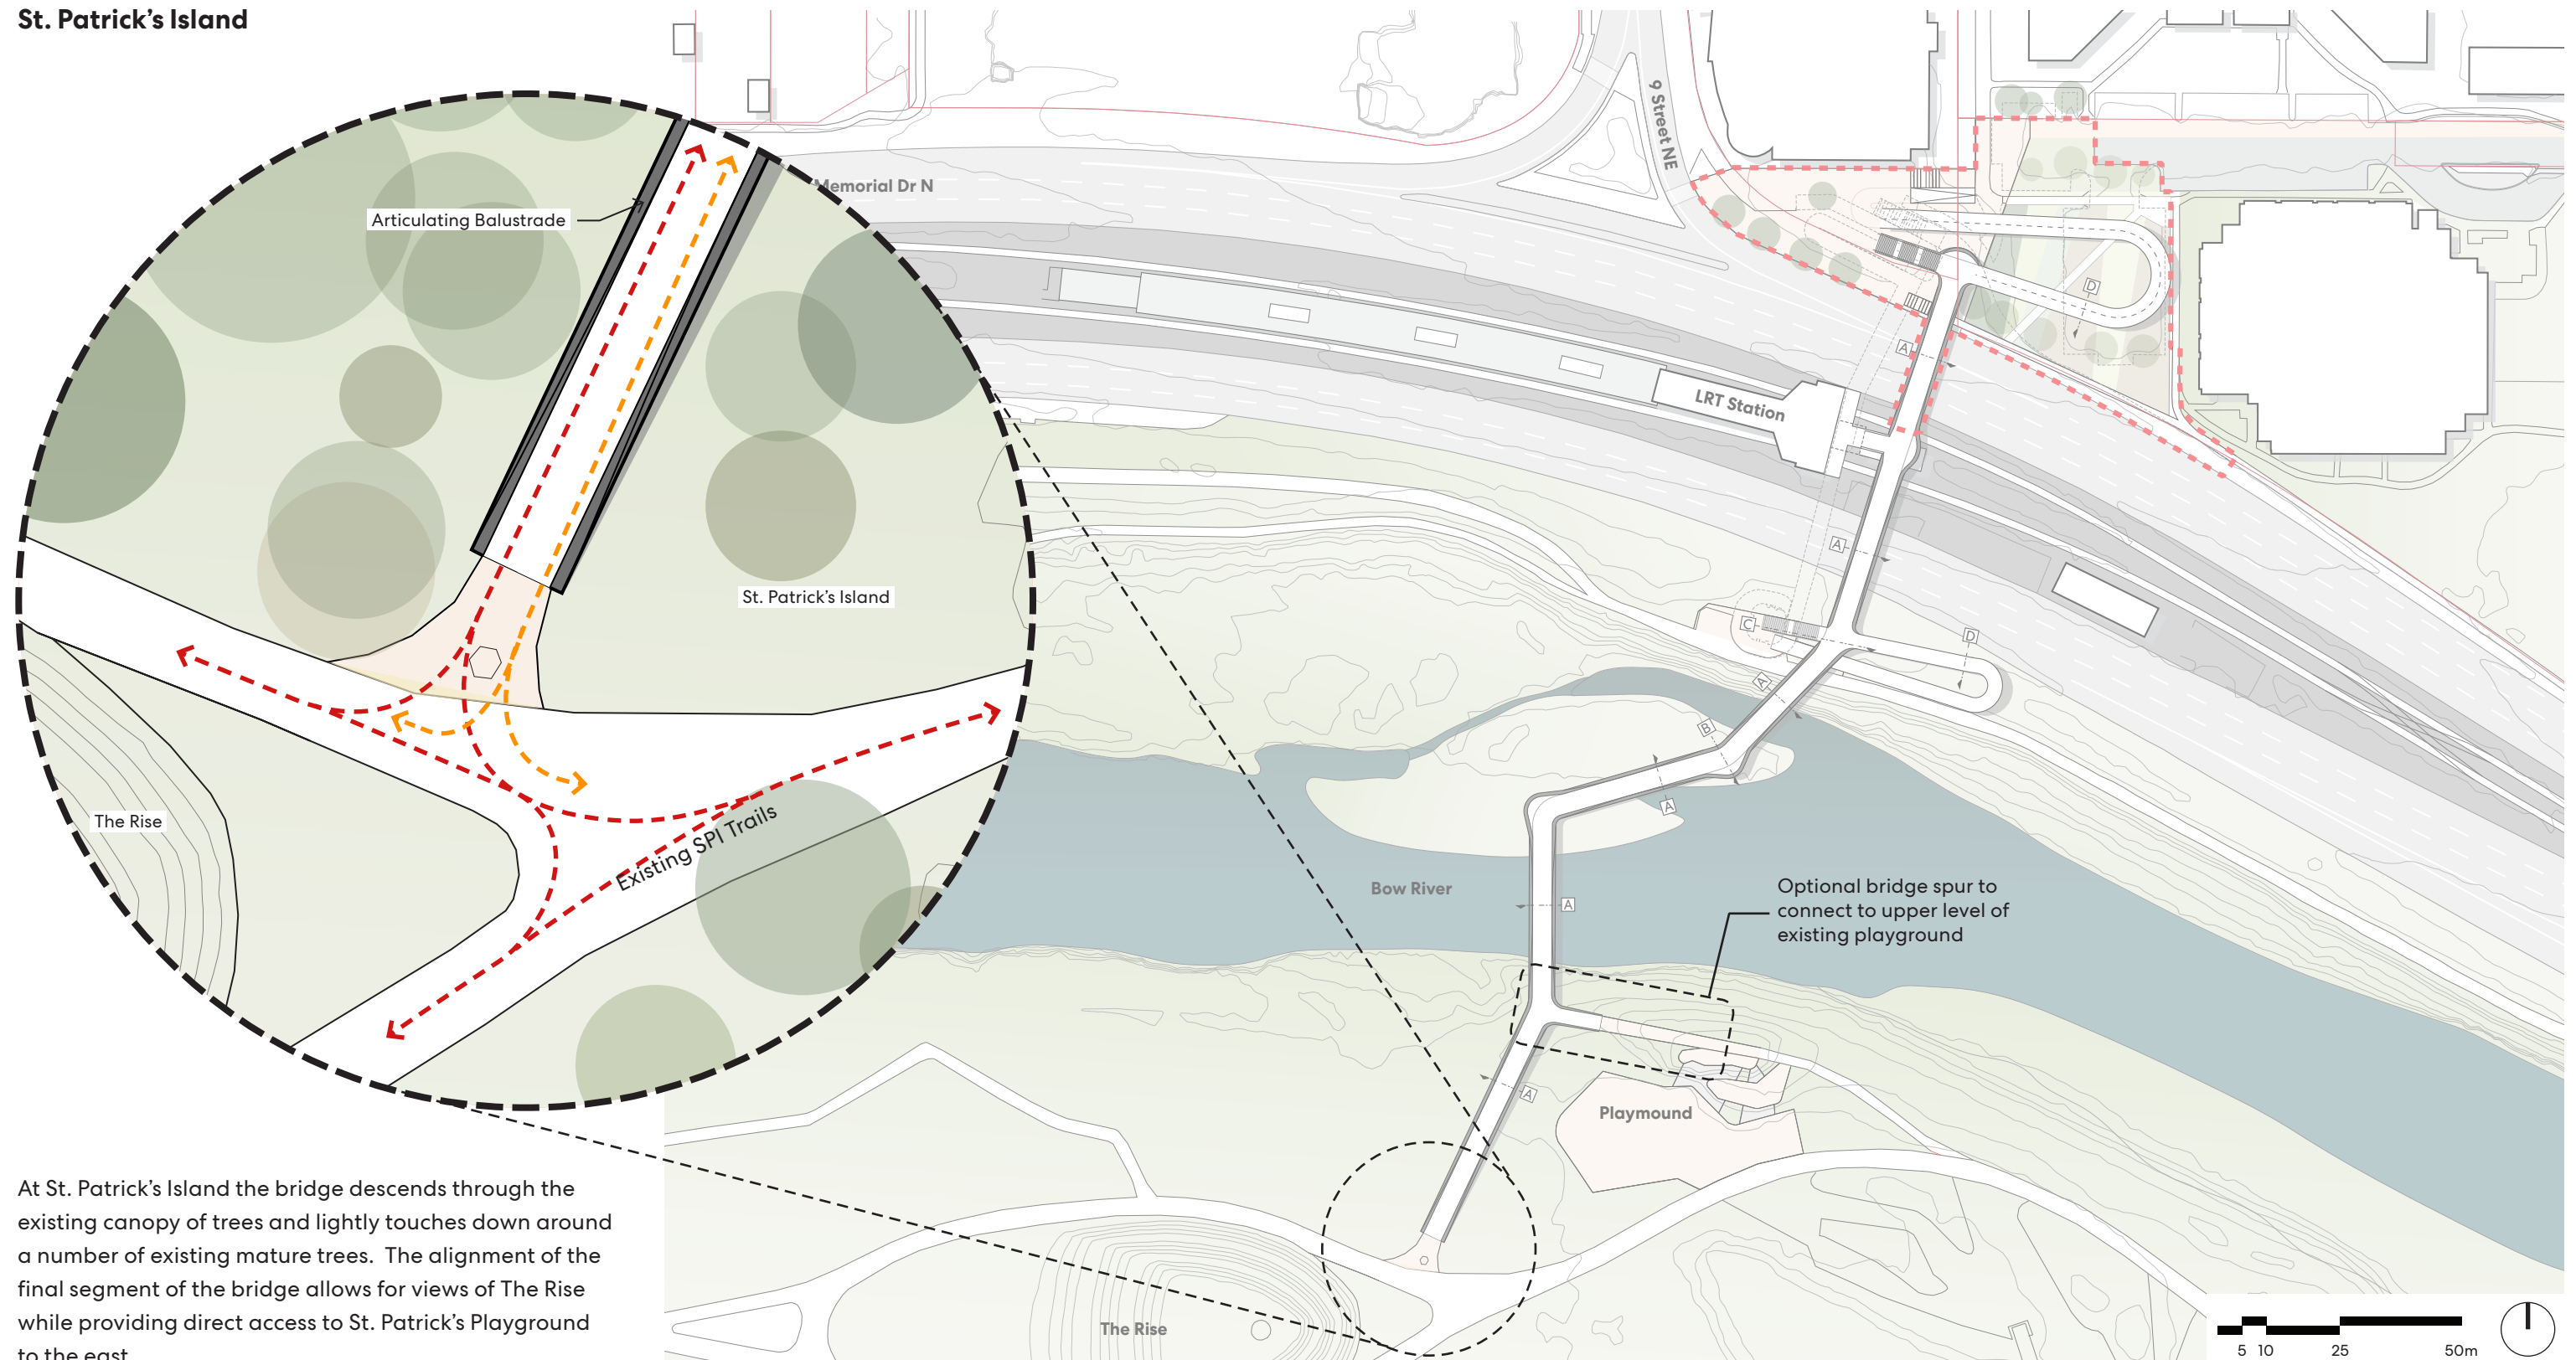 St. Patrick's Island
9 Street NE
Memorial Dr N
Articulating Balustrade
D
A
LRT Station
A
St. Patrick's Island
C
D
A
B
A
The Rise
Existing SPI Trails
Bow River
A
Optional bridge spur to
connect to upper level of
existing playground
A
Playmound
At St. Patrick's Island the bridge descends through the
existing canopy of trees and lightly touches down around
a number of existing mature trees.  The alignment of the
final segment of the bridge allows for views of The Rise
while providing direct access to St. Patrick's Playground
to the east.
The Rise
5 10 25 50m